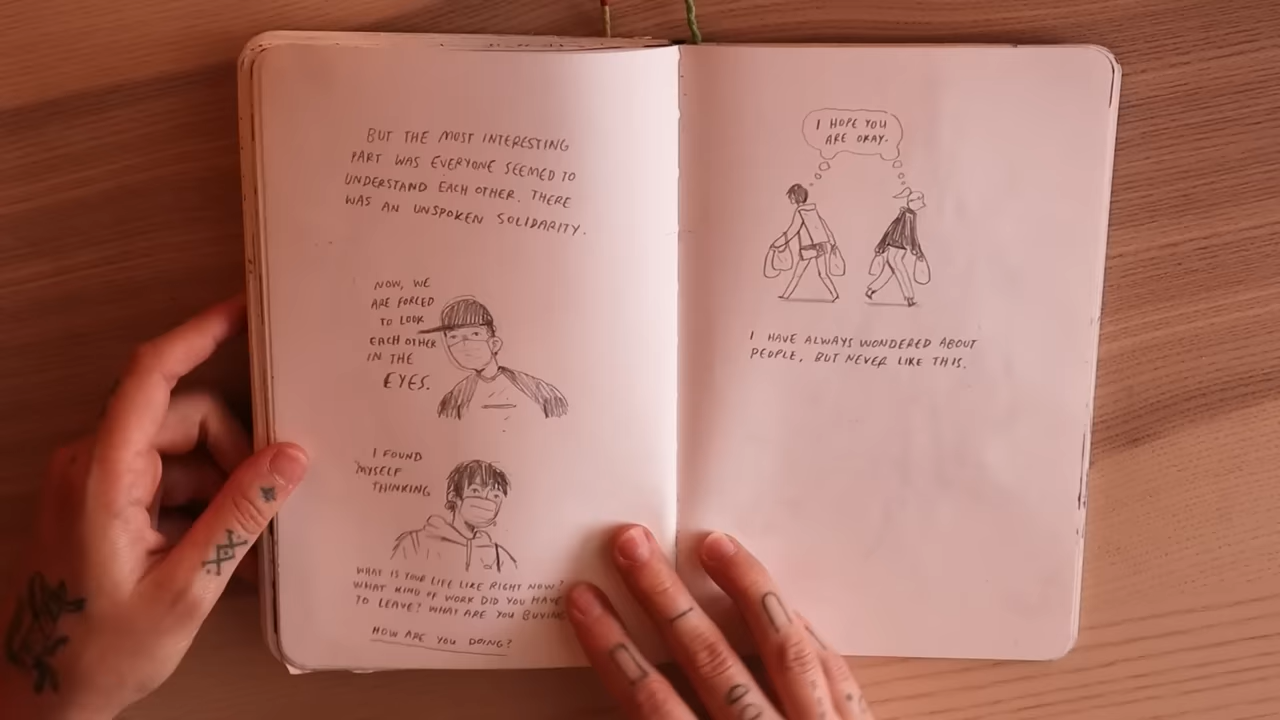 BUT THE MOST INTERESTING
PART WAS EVERYONE SEEMED TO
UNDERSTAND EACH OTHER. THERE
WAS AN UNSPOKEN SOLIDARITY.
NOW, WE
ARE FORCED
TO LOOK
EACH OTHER
IN THE
EYES.
I FOUND
MYSELF
THINKING
WHAT IS YOUR LIFE LIKE RIGHT NOW?
WHAT KIND OF WORK DID YOU HAVE
TO LEAVE? WHAT ARE YOU BUYING
HOW ARE YOU DOING?
I HOPE YOU
ARE OKAY.
I HAVE ALWAYS WONDERED ABOUT
PEOPLE, BUT NEVER LIKE THIS.